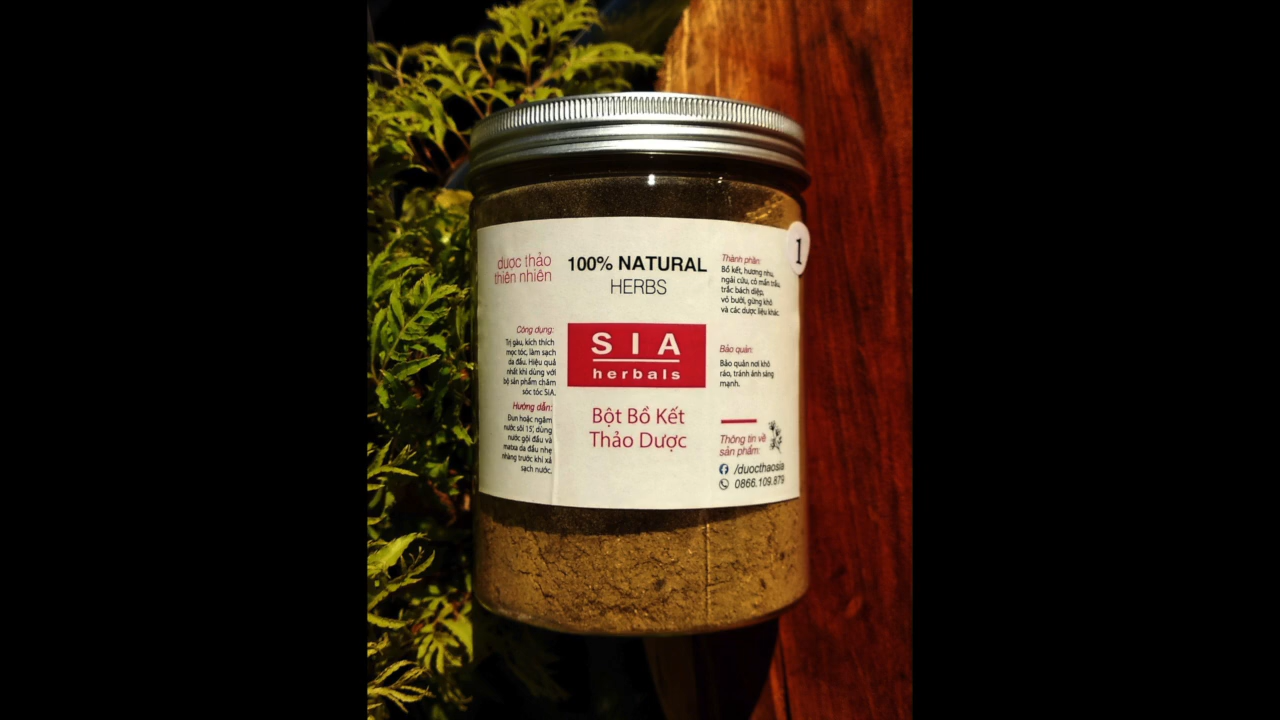 dược thảo
thiên nhiên
100% NATURAL
HERBS
SIA
herbals
Bột Bồ Kết
Thảo Dược
Công dụng:
Trị gàu, kích thích
mọc tóc, làm sạch
da đầu. Hiệu quả
nhất khi dùng với
bộ sản phẩm chăm
sóc tóc SiA.
Hướng dẫn:
Đun hoặc ngâm
nước sôi 15', dùng
nước gội đầu và
matxa da đầu nhẹ
nhàng trước khi xả
sạch nước.
Thành phần:
Bồ kết, hương nhu,
ngải cứu, cỏ mần trầu,
trắc bách diệp,
vỏ bưởi, gừng khô
và các dược liệu khác.
Bảo quản:
Bảo quản nơi khô
ráo, tránh ánh sáng
mạnh.
Thông tin về
sản phẩm:
/duocthaosia
0866.109.879
1